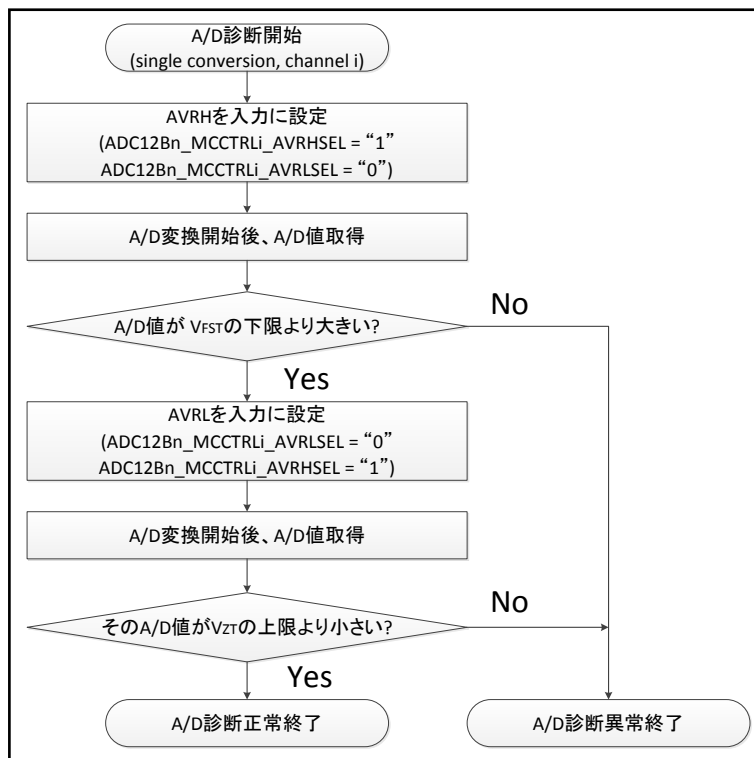 A/D診断開始
(single conversion, channel i)
AVRHを入力に設定
(ADC12Bn_MCCTRLi_AVRHSEL = “1”
ADC12Bn_MCCTRLi_AVRLSEL = “0”)
A/D変換開始後、A/D値取得
A/D値が VFSTの下限より大きい?
No
Yes
AVRLを入力に設定
(ADC12Bn_MCCTRLi_AVRLSEL = “0”
ADC12Bn_MCCTRLi_AVRHSEL = “1”)
A/D変換開始後、A/D値取得
そのA/D値がVZTの上限より小さい?
No
Yes
A/D診断正常終了
A/D診断異常終了